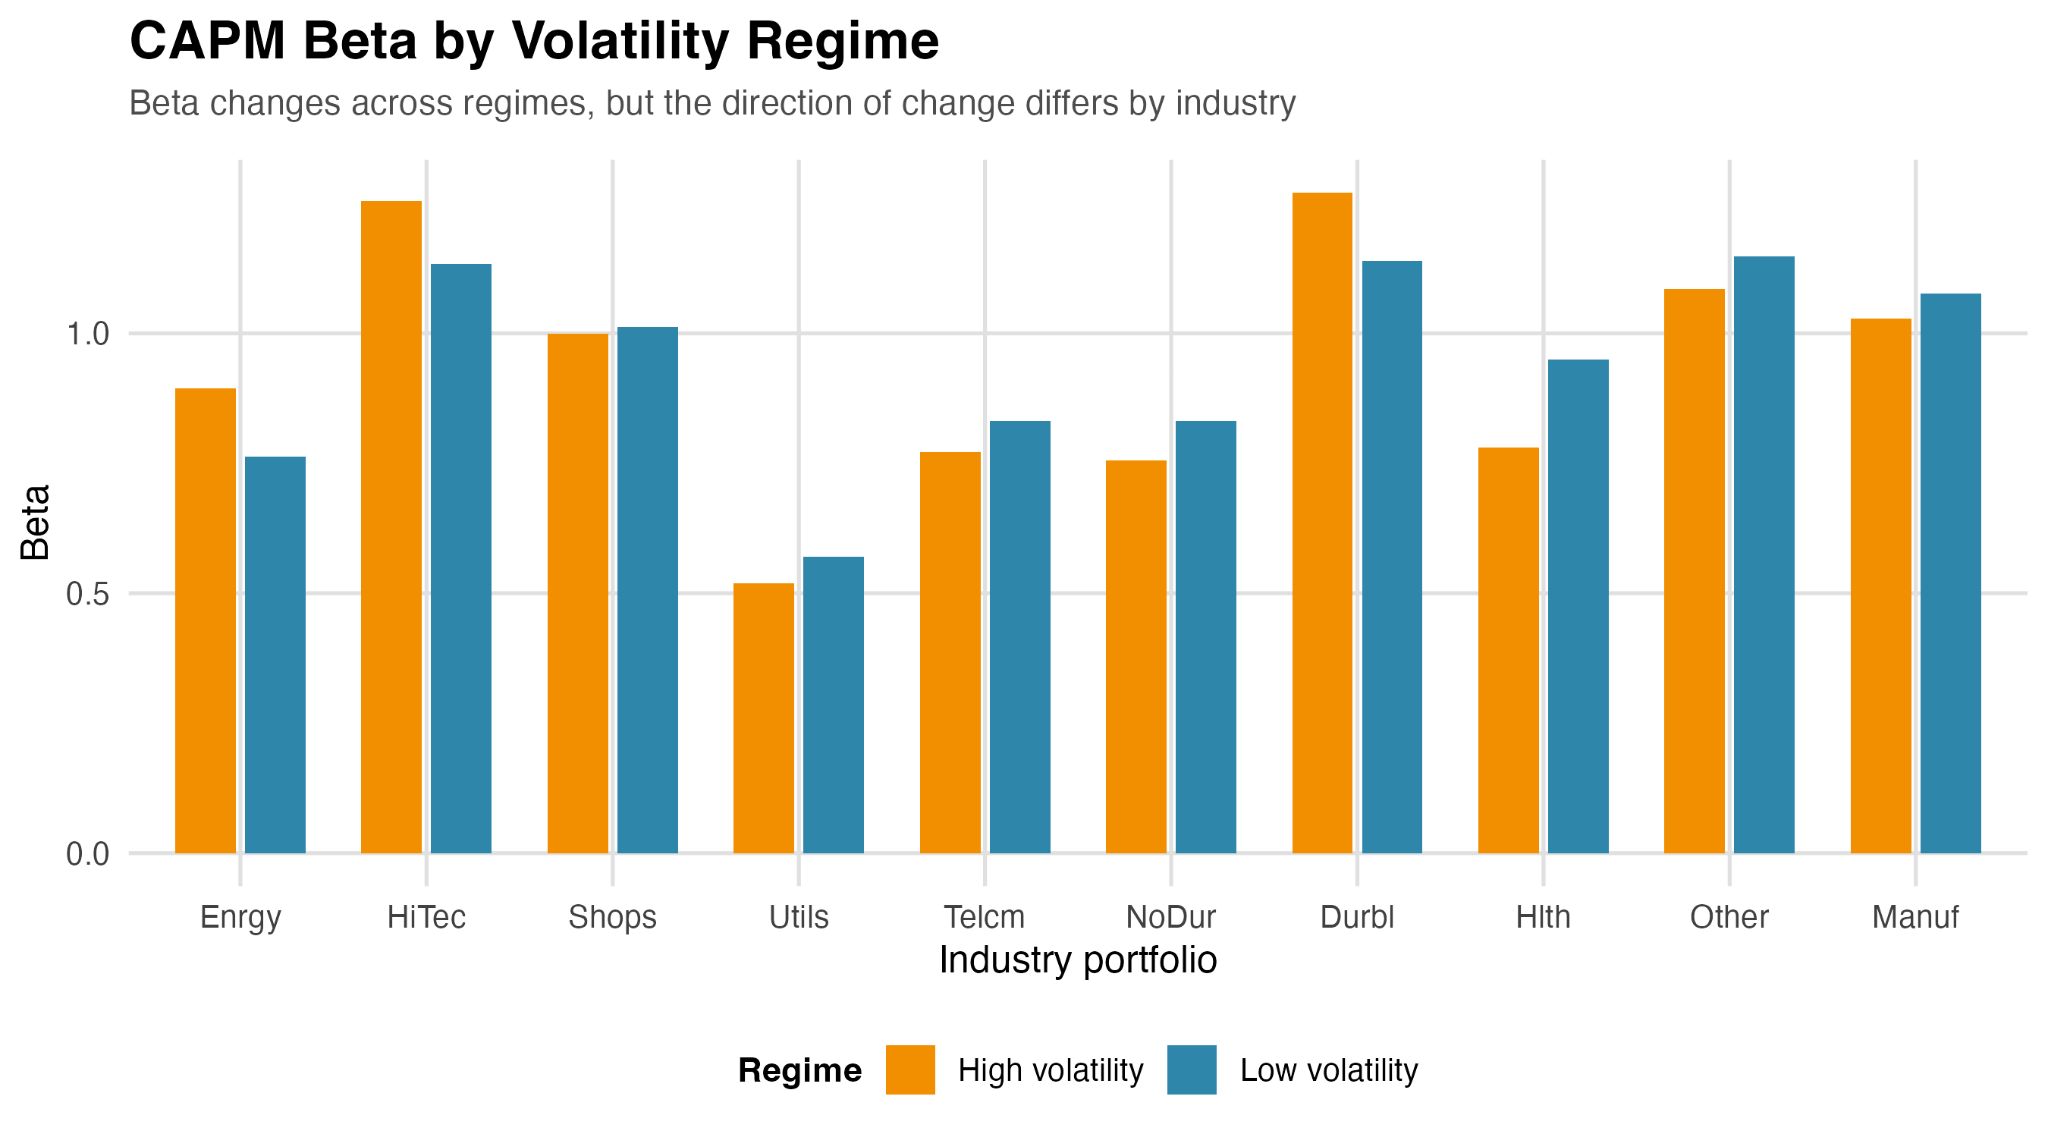 CAPM Beta by Volatility Regime
Beta changes across regimes, but the direction of change differs by industry
Beta
1.0
0.5
0.0
Enrgy HiTec Shops Utils Telcm NoDur Durbl Hlth Other Manuf
Industry portfolio
Regime High volatility Low volatility